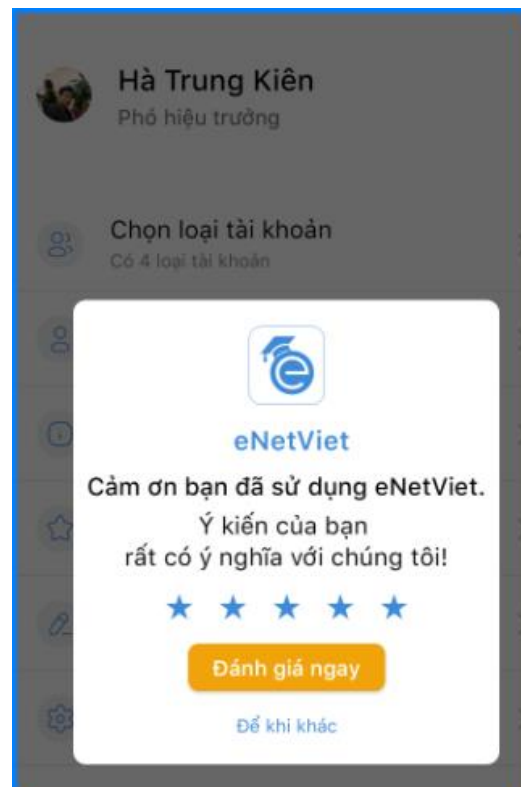 Hà Trung Kiên
Phó hiệu trưởng
Chọn loại tài khoản
Có 4 loại tài khoản
eNetViet
Cảm ơn bạn đã sử dụng eNetViet.
Ý kiến của bạn
rất có ý nghĩa với chúng tôi!
Đánh giá ngay
Để khi khác